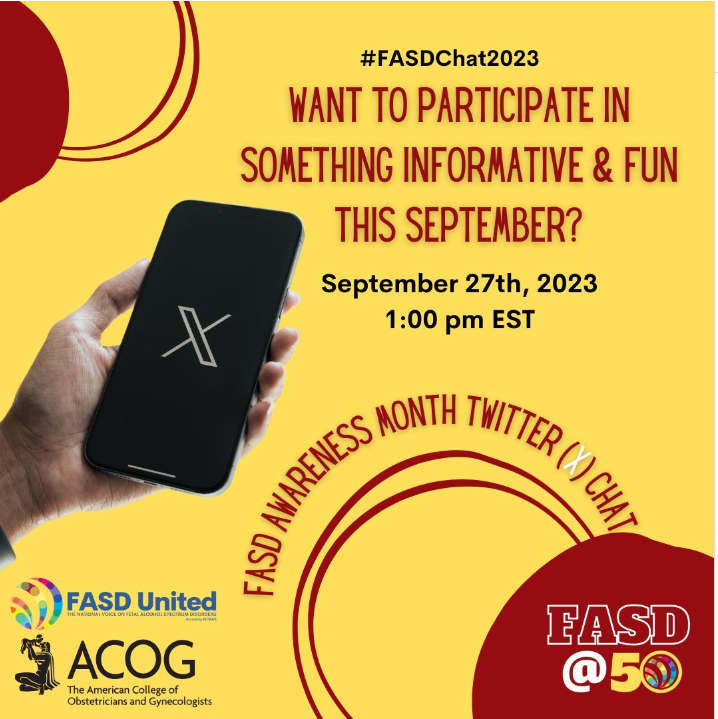 #FASDChat2023
WANT TO PARTICIPATE IN
SOMETHING INFORMATIVE & FUN
THIS SEPTEMBER?
September 27th, 2023
1:00 pm EST
X
FASD AWARENESS MONTH TWITTER (X) CHAT
FASD United
THE NATIONAL VOICE ON FETAL ALCOHOL SPECTRUM DISORDERS
Formerly NOFAS
ACOG
The American College of
Obstetricians and Gynecologists
FASD
@50